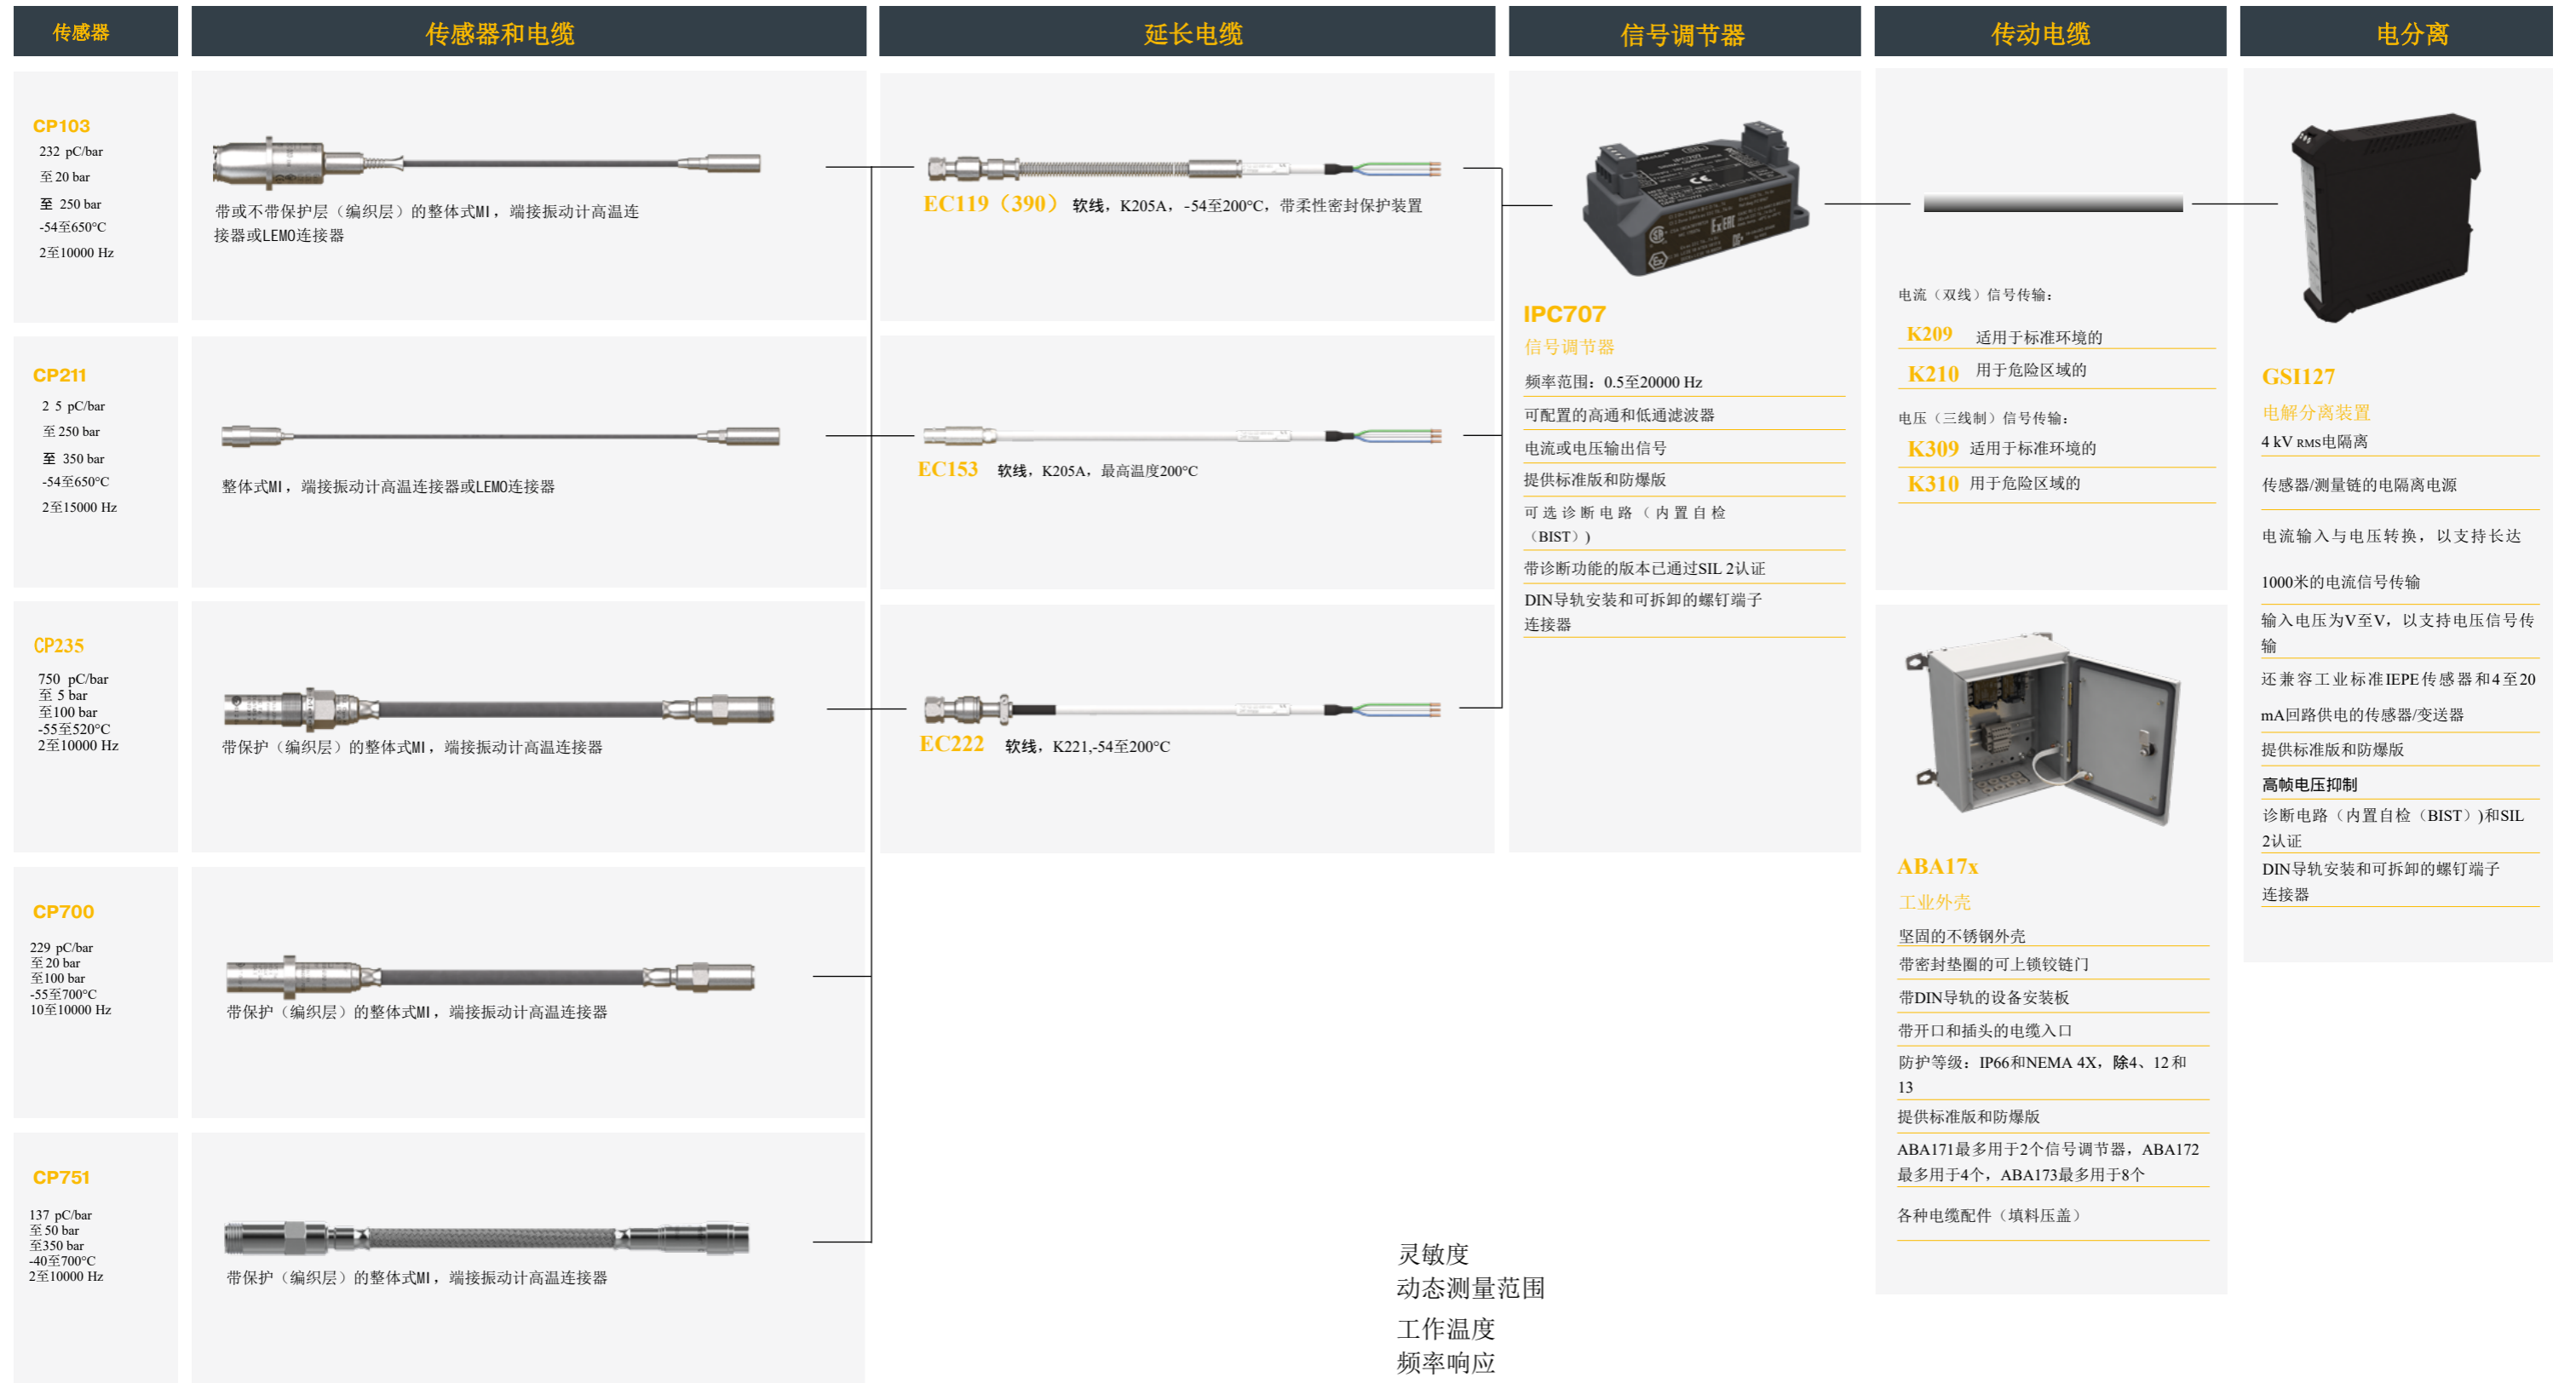 传感器
传感器和电缆
延长电缆
信号调节器
传动电缆
电分离
CP103
232 pC/bar
至 20 bar
至 250 bar
-54至650°C
2至10000 Hz
带或不带保护层（编织层）的整体式MI，端接振动计高温连
接器或LEMO连接器
CP211
2 5 pC/bar
至 250 bar
至 350 bar
-54至650°C
2至15000 Hz
整体式MI，端接振动计高温连接器或LEMO连接器
CP235
750 pC/bar
至 5 bar
至100 bar
-55至520°C
2至10000 Hz
带保护（编织层）的整体式MI，端接振动计高温连接器
CP700
229 pC/bar
至 20 bar
至100 bar
-55至700°C
10至10000 Hz
带保护（编织层）的整体式MI，端接振动计高温连接器
CP751
137 pC/bar
至 50 bar
至350 bar
-40至700°C
2至10000 Hz
带保护（编织层）的整体式MI，端接振动计高温连接器
EC119（390） 软线，K205A，-54至200°C，带柔性密封保护装置
EC153 软线，K205A，最高温度200°C
EC222 软线，K221,-54至200°C
IPC707
信号调节器
频率范围：0.5至20000 Hz
可配置的高通和低通滤波器
电流或电压输出信号
提供标准版和防爆版
可选诊断电路（内置自检
（BIST）)
带诊断功能的版本已通过SIL 2认证
DIN导轨安装和可拆卸的螺钉端子
连接器
电流（双线）信号传输：
K209 适用于标准环境的
K210 用于危险区域的
电压（三线制）信号传输：
K309 适用于标准环境的
K310 用于危险区域的
ABA17x
工业外壳
坚固的不锈钢外壳
带密封垫圈的可上锁铰链门
带DIN导轨的设备安装板
带开口和插头的电缆入口
防护等级：IP66和NEMA 4X，除4、12和
13
提供标准版和防爆版
ABA171最多用于2个信号调节器，ABA172
最多用于4个，ABA173最多用于8个
各种电缆配件（填料压盖）
GSI127
电解分离装置
4 kV RMS电隔离
传感器/测量链的电隔离电源
电流输入与电压转换，以支持长达
1000米的电流信号传输
输入电压为V至V，以支持电压信号传
输
还兼容工业标准IEPE传感器和4至20
mA回路供电的传感器/变送器
提供标准版和防爆版
高帧电压抑制
诊断电路（内置自检（BIST）)和SIL
2认证
DIN导轨安装和可拆卸的螺钉端子
连接器
灵敏度
动态测量范围
工作温度
频率响应